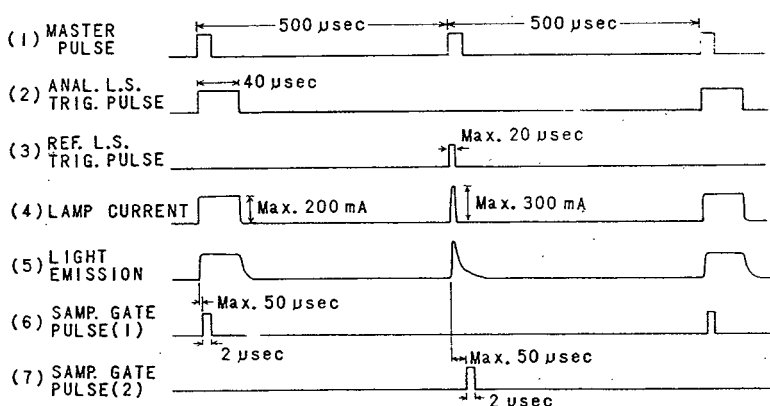 500 µsec 500 µsec
(1) MASTER PULSE
(2) ANAL. L.S. TRIG. PULSE
40 µsec
(3) REF. L.S. TRIG. PULSE
Max. 20 µsec
(4) LAMP CURRENT
Max. 200 mA
Max. 300 mA
(5) LIGHT EMISSION
Max. 50 µsec
(6) SAMP. GATE PULSE(1)
2 µsec
Max. 50 µsec
(7) SAMP. GATE PULSE(2)
2 µsec